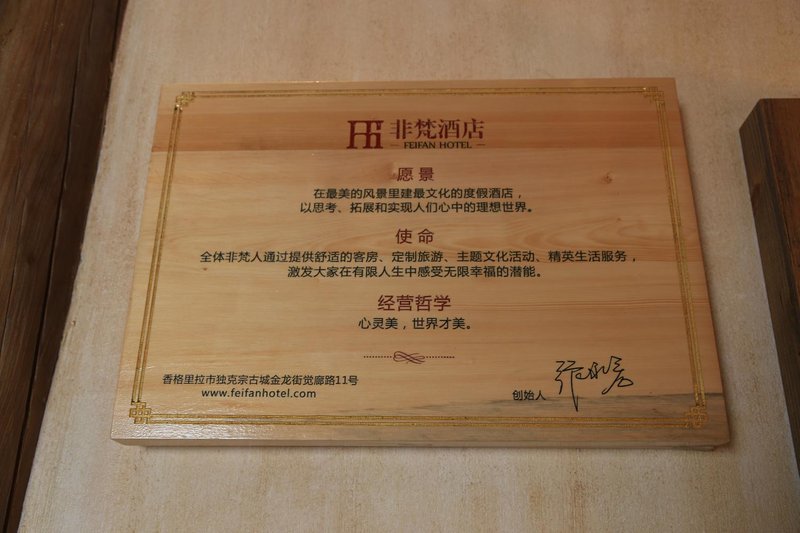 非梵酒店
FEIFAN HOTEL
愿景
在最美的风景里建最文化的度假酒店，
以思考、拓展和实现人们心中的理想世界。
使命
全体非梵人通过提供舒适的客房、定制旅游、主题文化活动、精英生活服务，
激发大家在有限人生中感受无限幸福的潜能。
经营哲学
心灵美，世界才美。
香格里拉市独克宗古城金龙街觉廊路11号
www.feifanhotel.com
创始人